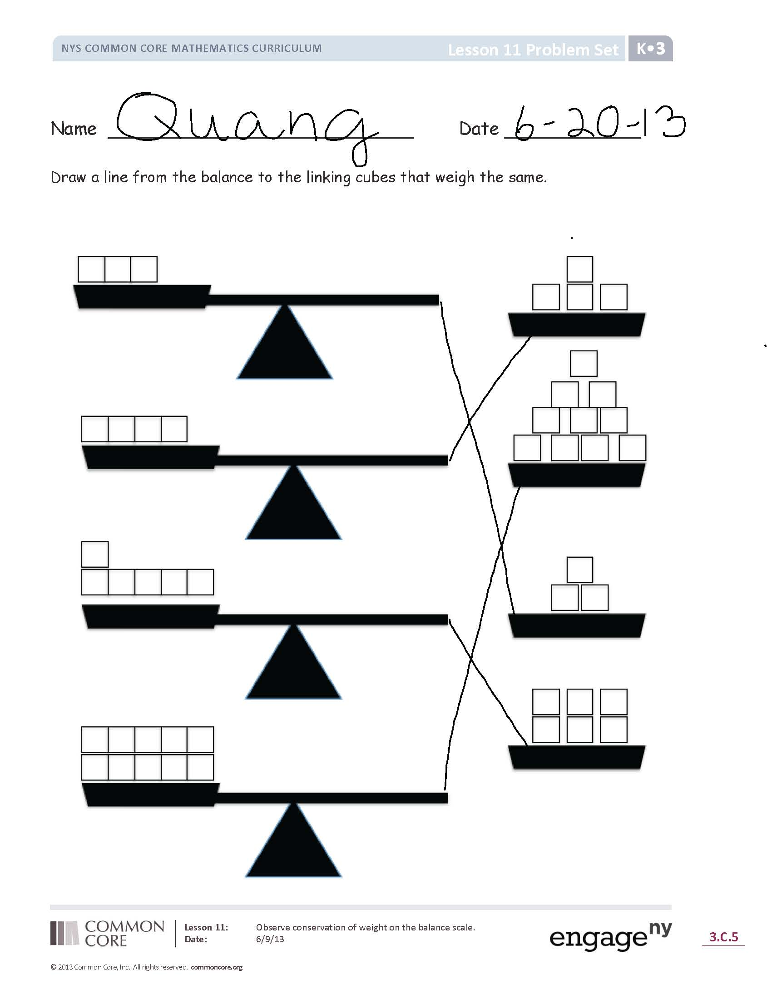 NYS COMMON CORE MATHEMATICS CURRICULUM Lesson 11 Problem Set K•3
Name Quang Date 6-20-13
Draw a line from the balance to the linking cubes that weigh the same.
COMMON CORE
Lesson 11: Observe conservation of weight on the balance scale.
Date: 6/9/13
engage ny
3.C.5
© 2013 Common Core, Inc. All rights reserved. commoncore.org